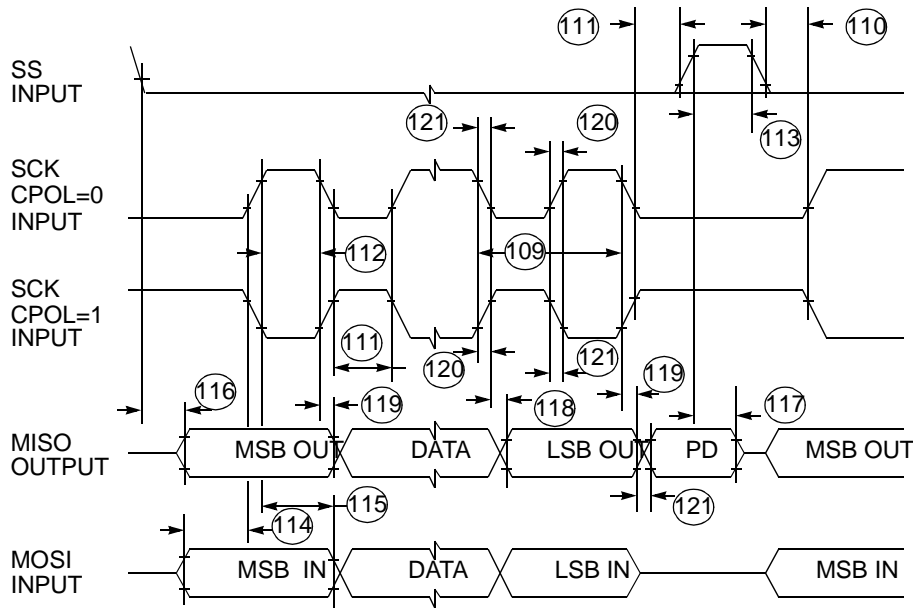 111
110
SS
INPUT
121
120
113
SCK
CPOL=0
INPUT
112
109
SCK
CPOL=1
INPUT
111
120
121
116
119
118
119
117
MISO
OUTPUT
MSB OUT
DATA
LSB OUT
PD
MSB OUT
114
115
121
MOSI
INPUT
MSB IN
DATA
LSB IN
MSB IN